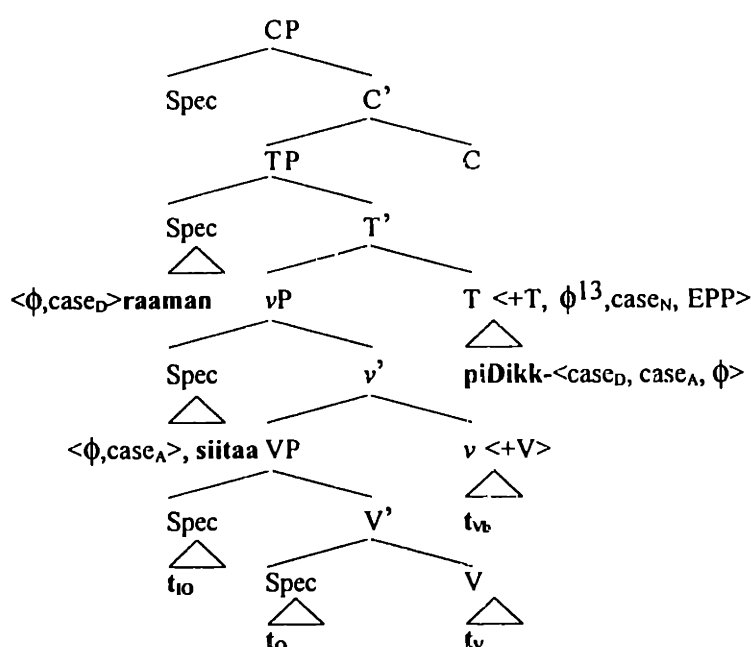 CP
Spec C’
TP C
Spec T’
<ϕ,case_D>raaman vP T <+T, ϕ¹³,case_N, EPP>
Spec v’ piDikk-<case_D, case_A, ϕ>
<ϕ,case_A>, siitaa VP v <+V>
Spec V’ t_Vb
t_IO Spec V
t_O t_V